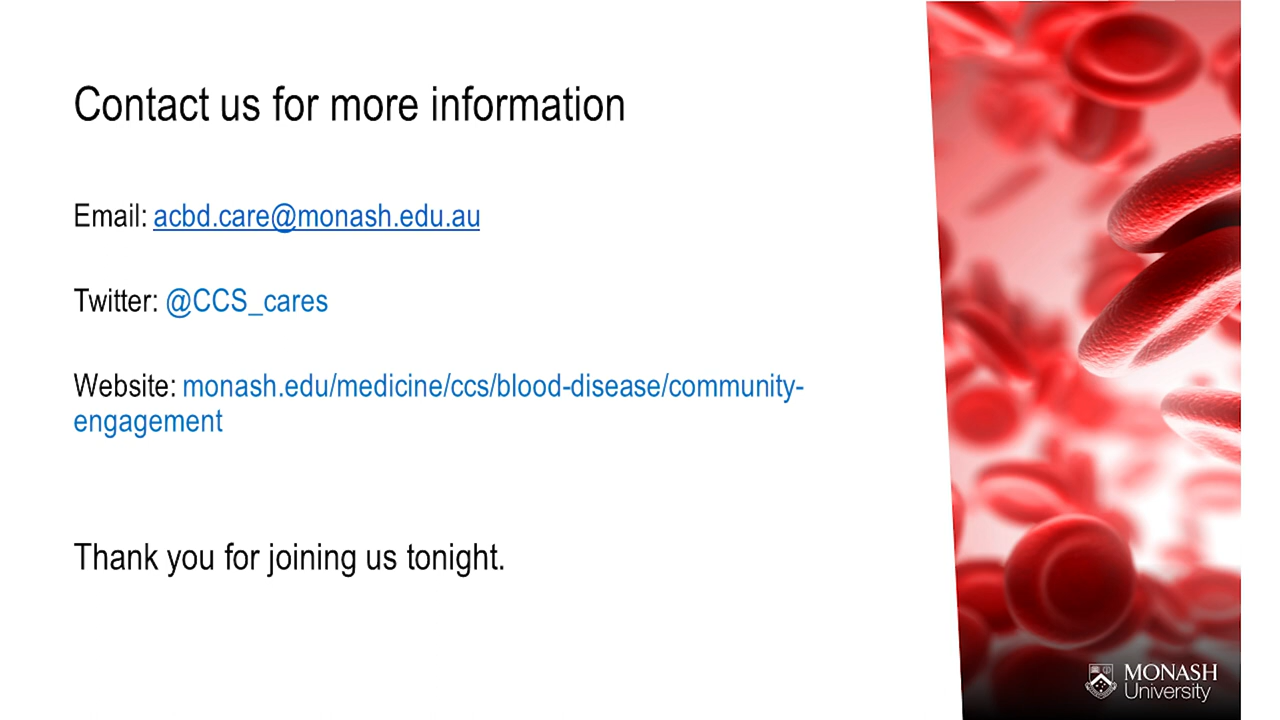 Contact us for more information
Email: acbd.care@monash.edu.au
Twitter: @CCS_cares
Website: monash.edu/medicine/ccs/blood-disease/community-
engagement
Thank you for joining us tonight.
MONASH
University